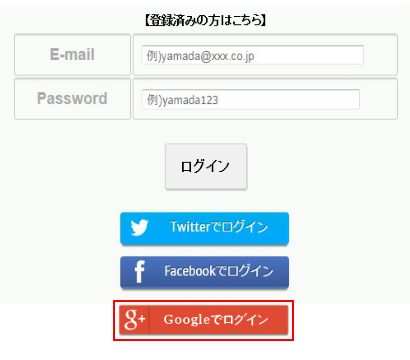 【登録済みの方はこちら】
E-mail
例)yamada@xxx.co.jp
Password
例)yamada123
ログイン
Twitterでログイン
f Facebookでログイン
g+ Googleでログイン